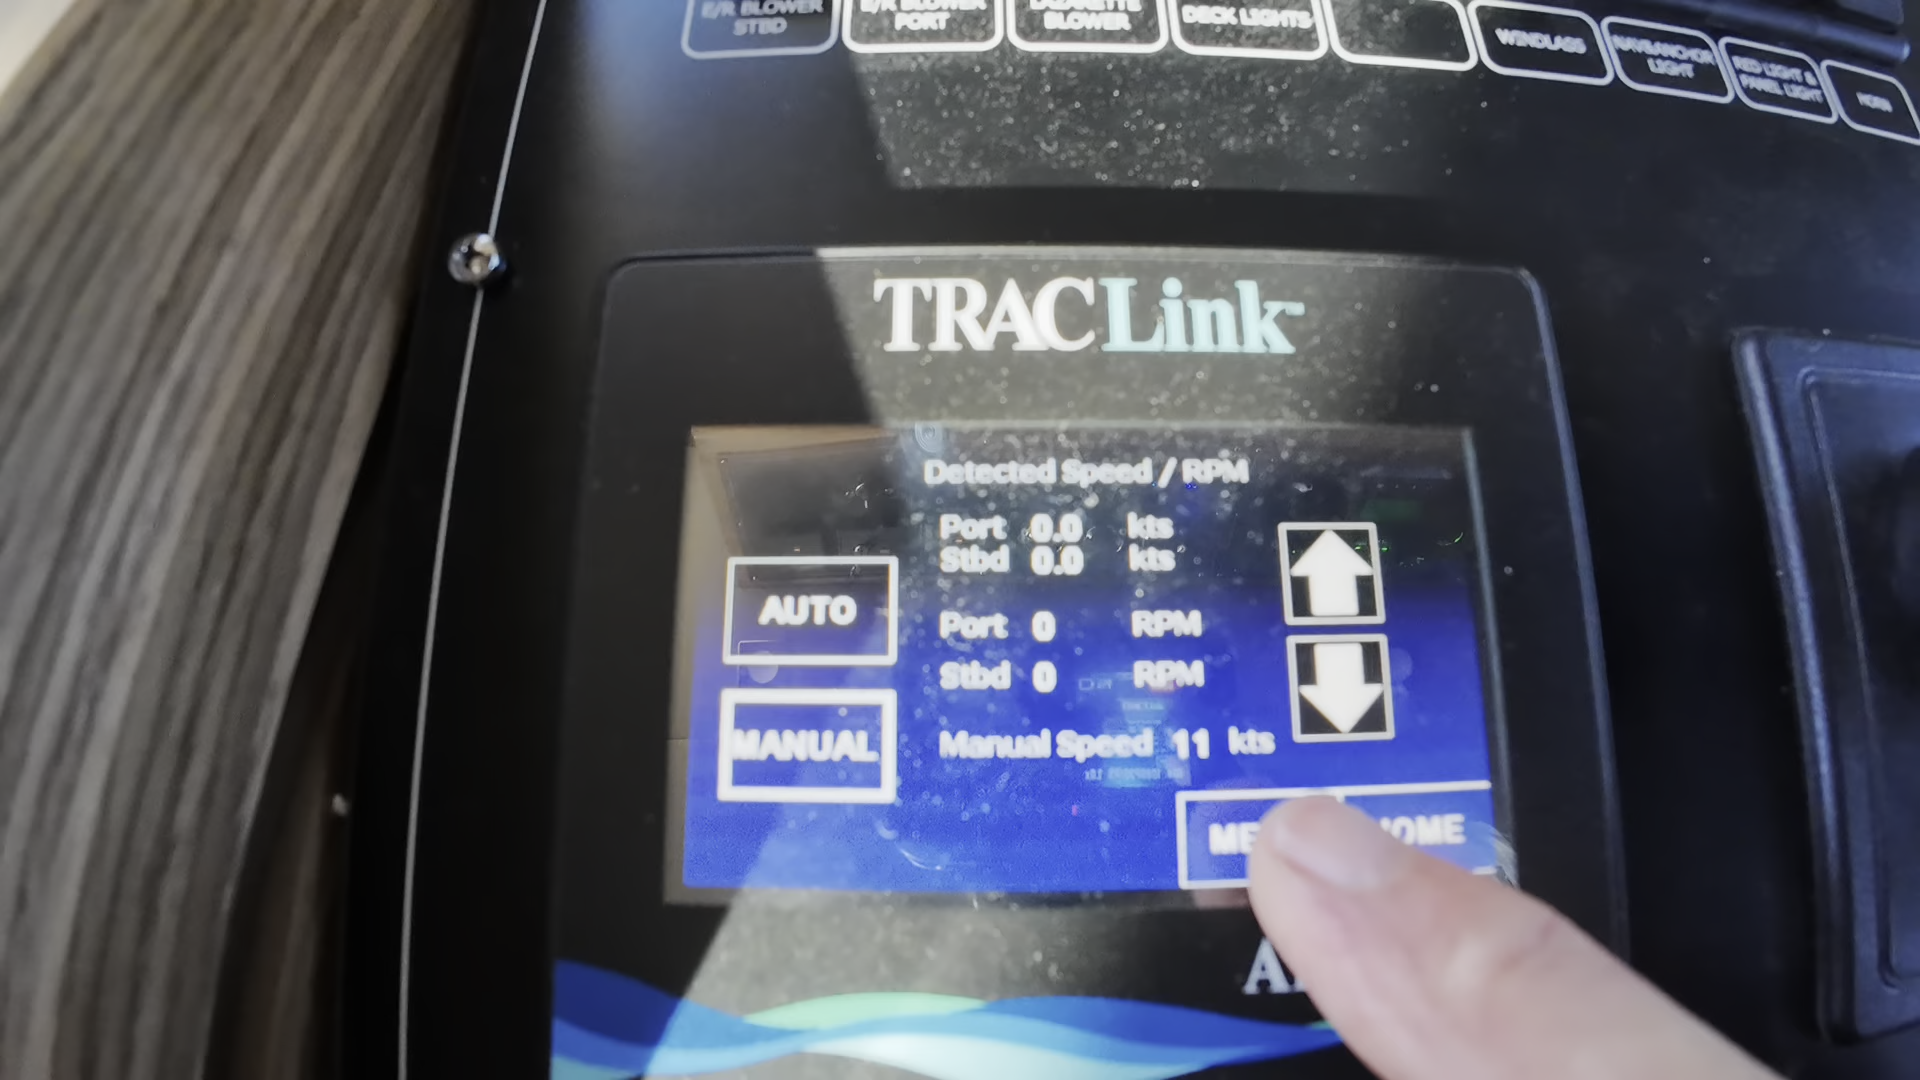 E/R BLOWER
STBD
E/R BLOWER
PORT
BLOWER
DECK LIGHTS
WINDLASS
NAV/ANCHOR
LIGHT
RED LIGHT &
PANEL LIGHT
HORN
TRACLink™
Detected Speed / RPM
Port 0.0 kts
Stbd 0.0 kts
AUTO
Port 0 RPM
Stbd 0 RPM
MANUAL
Manual Speed 11 kts